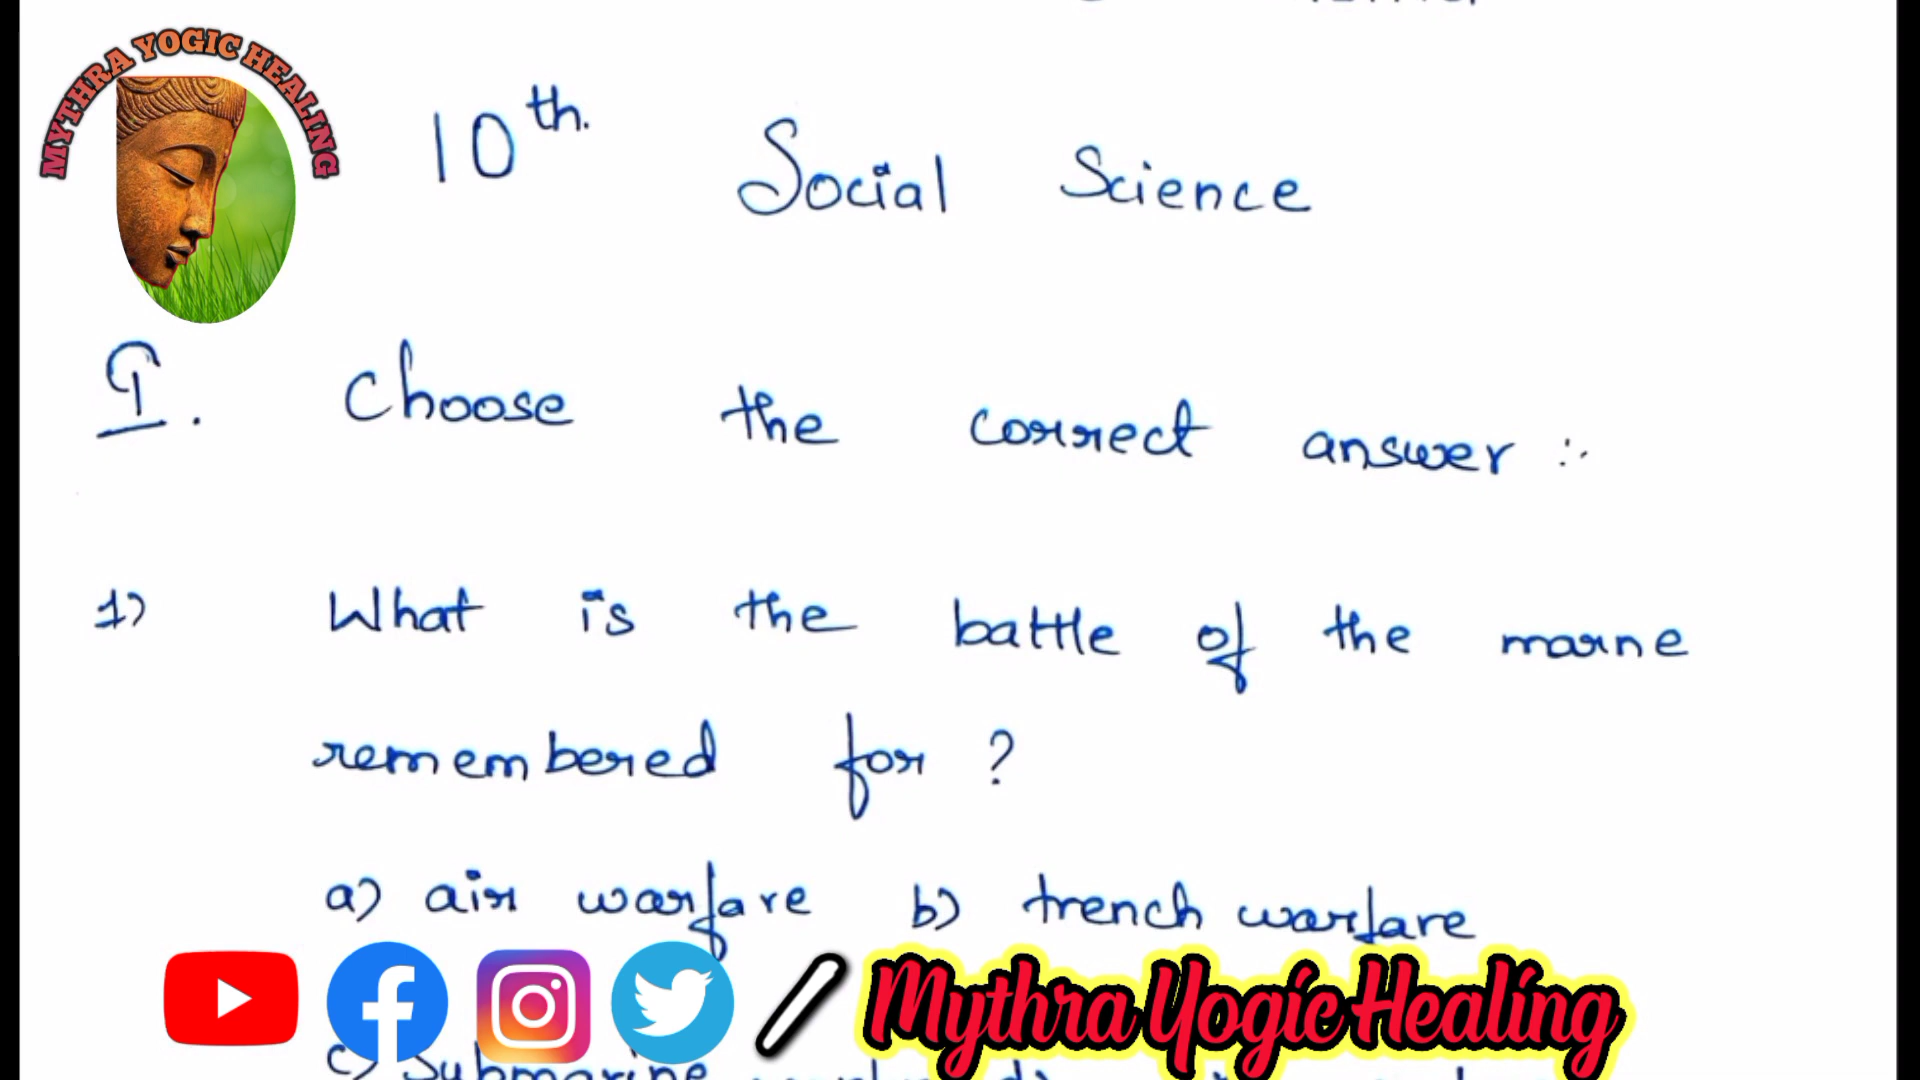 MYTHRA YOGIC HEALING
10th. Social Science
I. Choose the correct answer :-
1) What is the battle of the marne
remembered for ?
a) air warfare b) trench warfare
Mythra Yogic Healing
c) Submarine d)